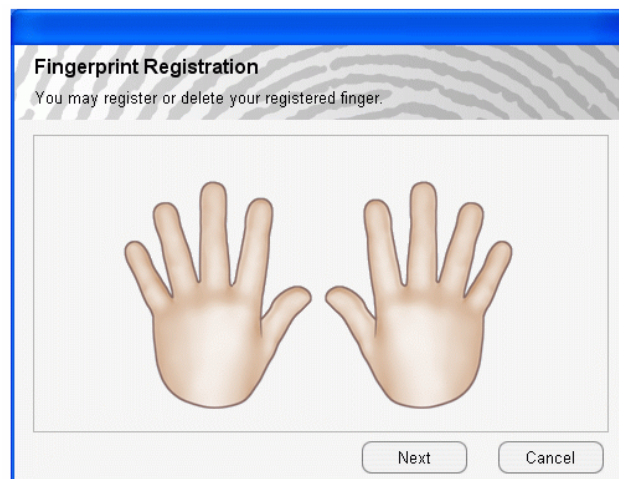 Fingerprint Registration
You may register or delete your registered finger.
Next
Cancel